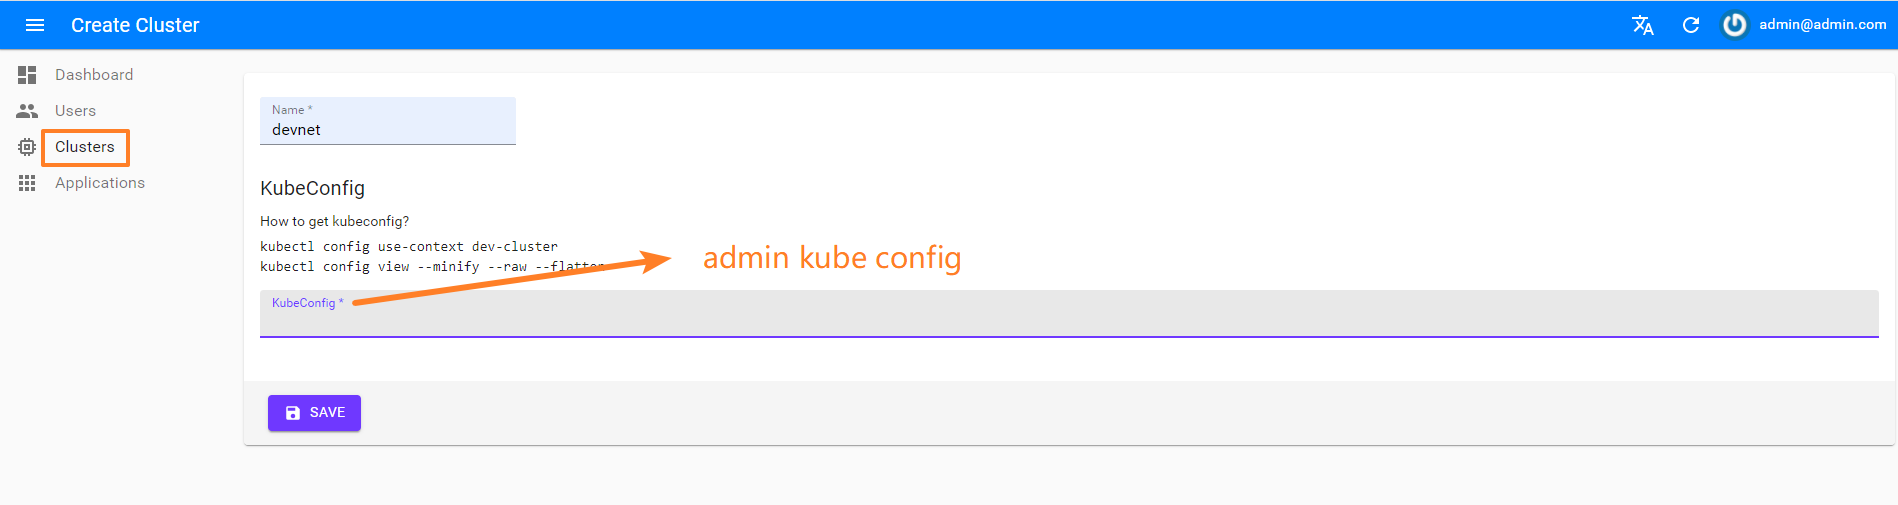 Create Cluster
admin@admin.com
Dashboard
Users
Clusters
Applications
Name *
devnet
KubeConfig
How to get kubeconfig?
kubectl config use-context dev-cluster
kubectl config view --minify --raw --flatten
admin kube config
KubeConfig *
SAVE